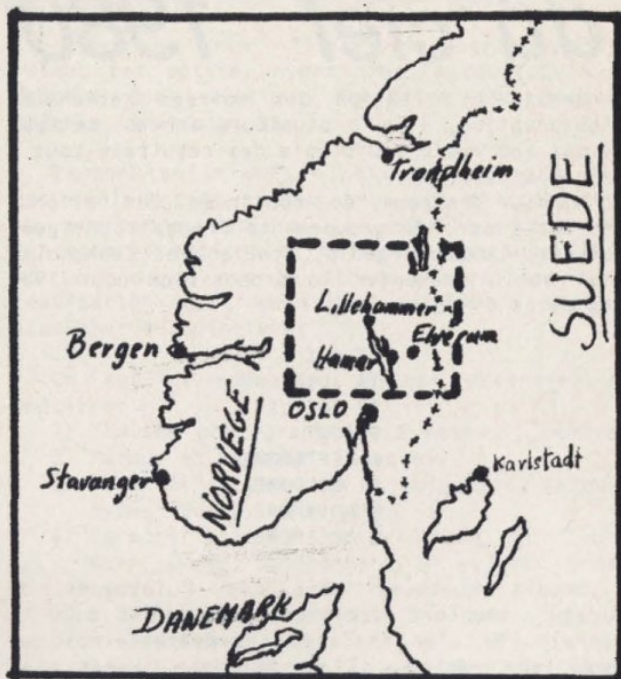 Trondheim
SUEDE
Lillehammer
Elverum
Hamar
Bergen
OSLO
NORVEGE
Karlstadt
Stavanger
DANEMARK